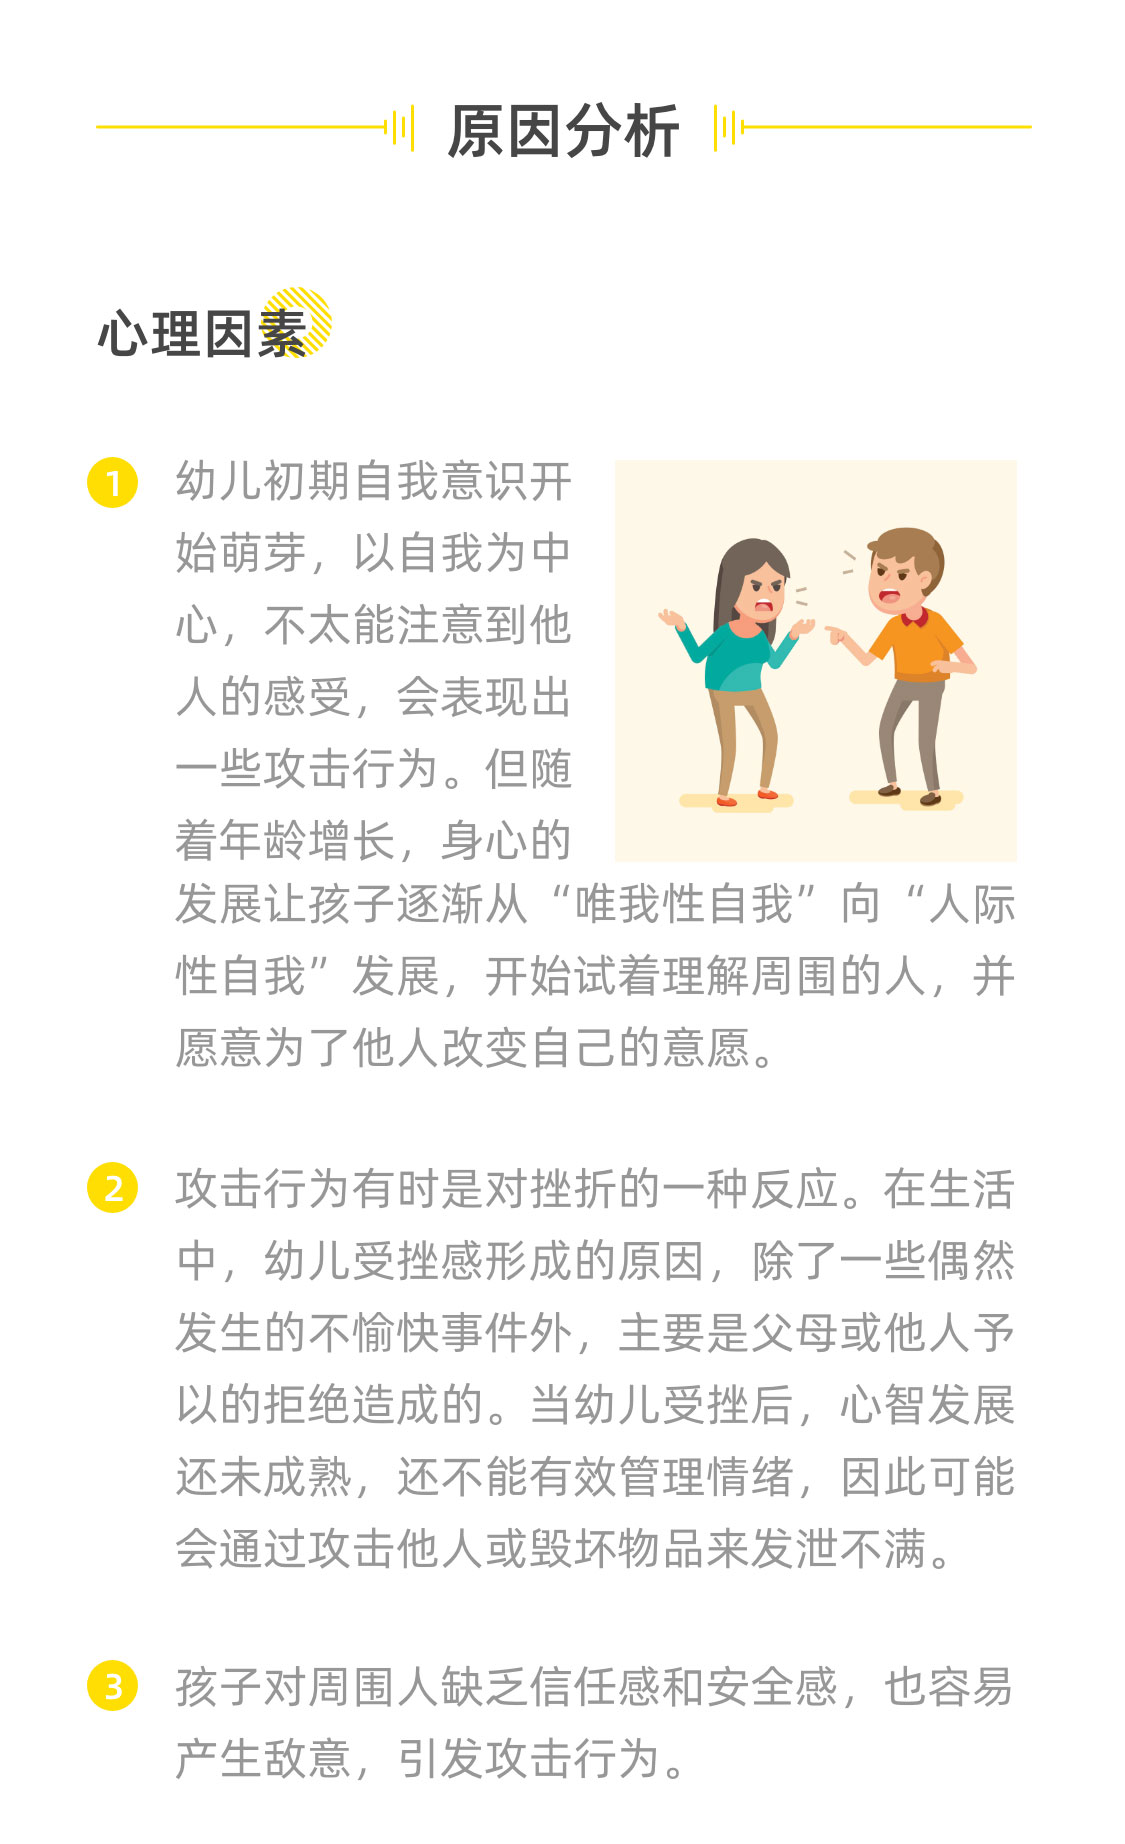 原因分析
心理因素
1
幼儿初期自我意识开
始萌芽，以自我为中
心，不太能注意到他
人的感受，会表现出
一些攻击行为。但随
着年龄增长，身心的
发展让孩子逐渐从“唯我性自我”向“人际
性自我”发展，开始试着理解周围的人，并
愿意为了他人改变自己的意愿。
2
攻击行为有时是对挫折的一种反应。在生活
中，幼儿受挫感形成的原因，除了一些偶然
发生的不愉快事件外，主要是父母或他人予
以的拒绝造成的。当幼儿受挫后，心智发展
还未成熟，还不能有效管理情绪，因此可能
会通过攻击他人或毁坏物品来发泄不满。
3
孩子对周围人缺乏信任感和安全感，也容易
产生敌意，引发攻击行为。